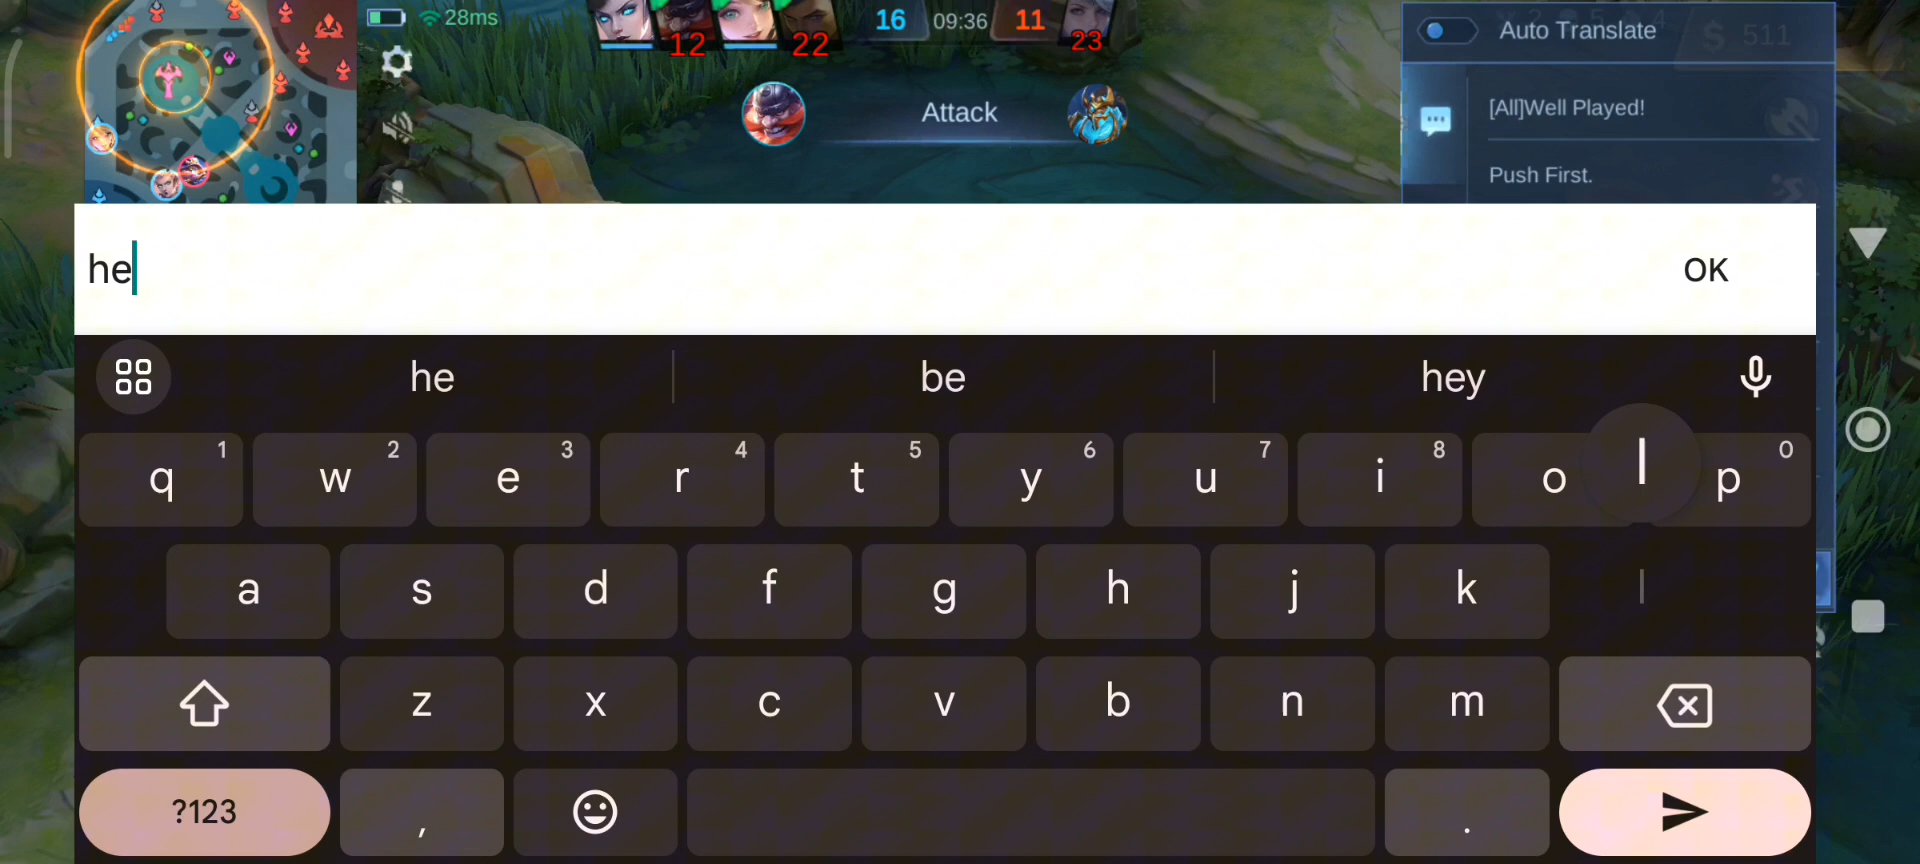 28ms
12
22
16
09:36
11
23
Auto Translate
$ 511
Attack
[All]Well Played!
Push First.
he
OK
he be hey
q 1 w 2 e 3 r 4 t 5 y 6 u 7 i 8 o l p 0
a s d f g h j k l
z x c v b n m
?123 , .